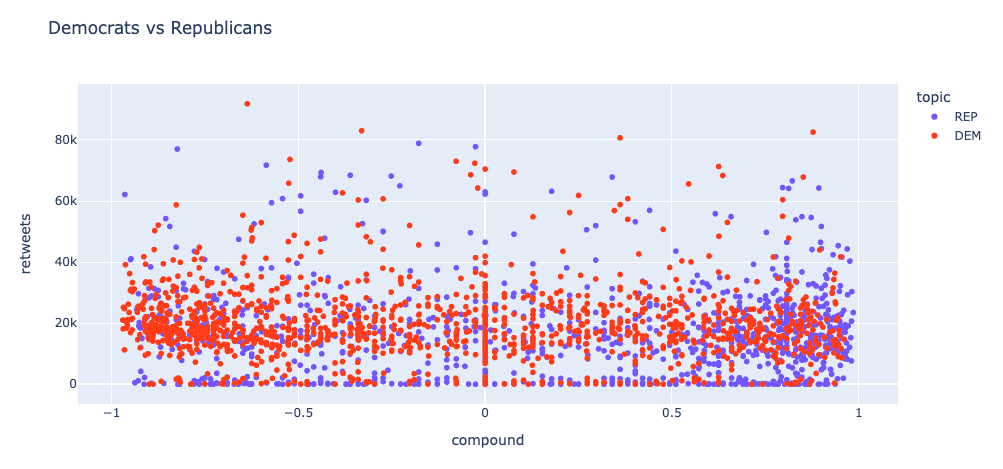 Democrats vs Republicans
topic
REP
DEM
80k
60k
40k
20k
0
retweets
−1
−0.5
0
0.5
1
compound